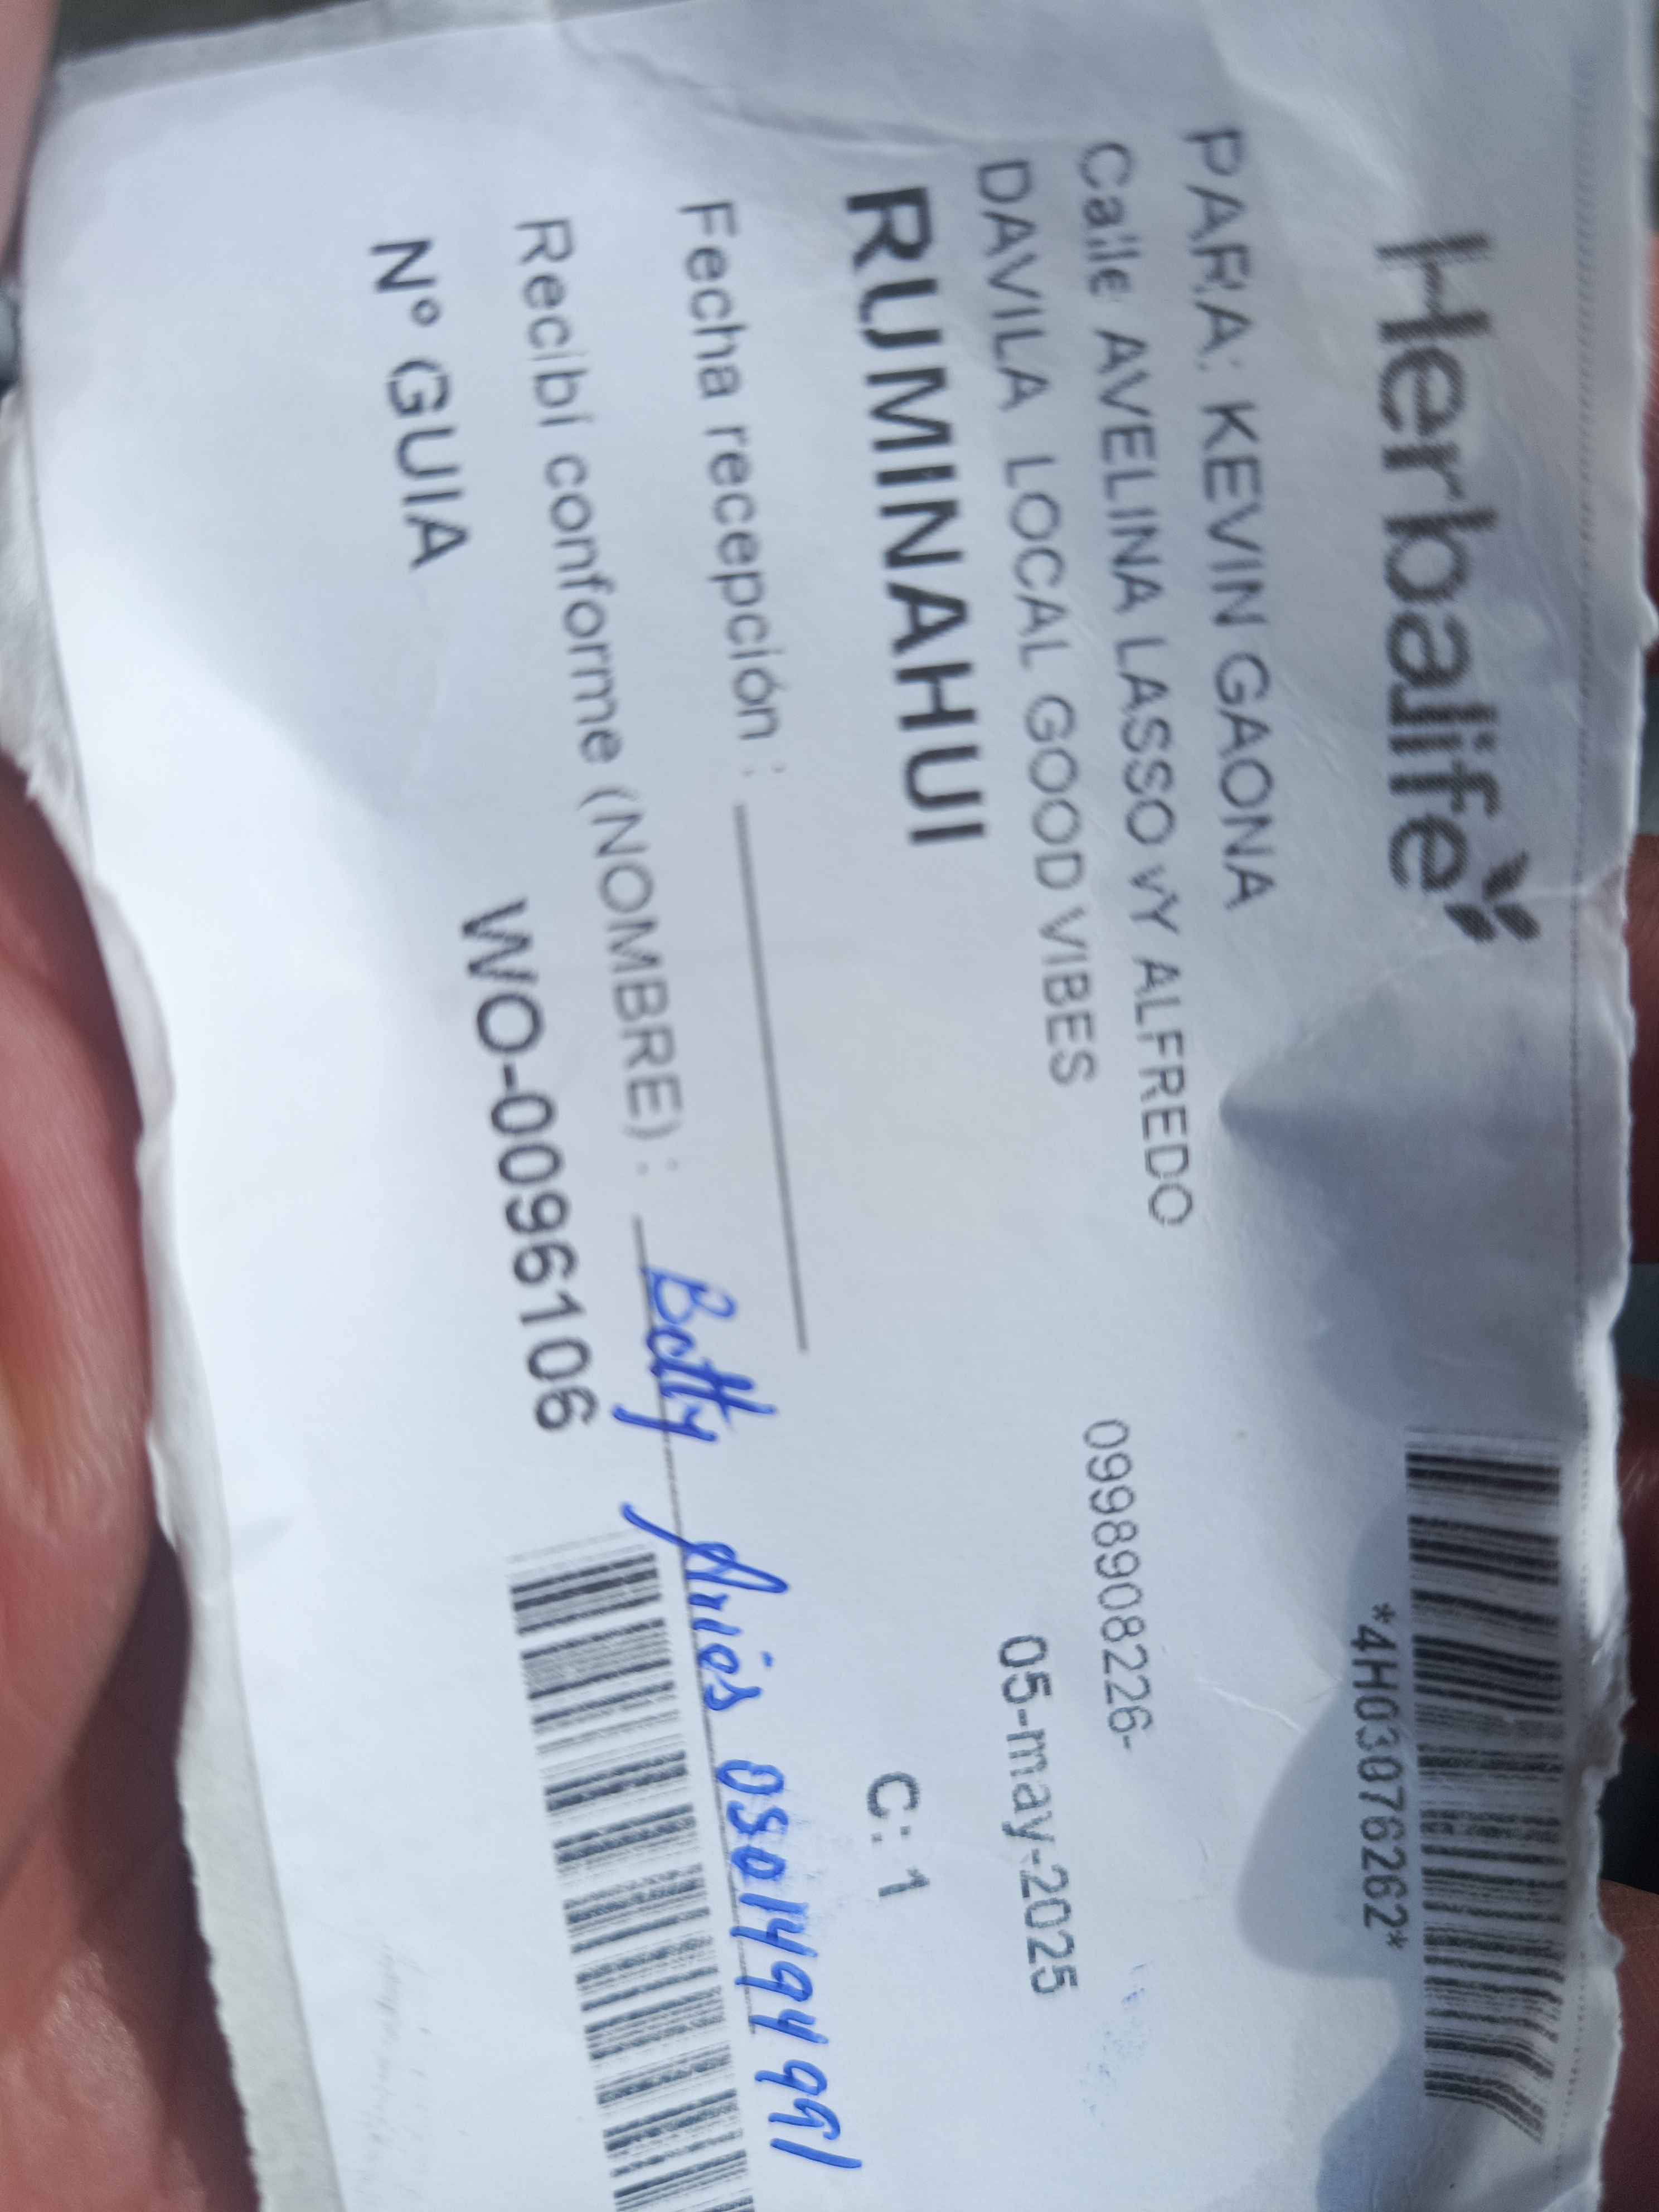 Herbalife
*4H03076262*
PARA: KEVIN GAONA
Calle AVELINA LASSO vY ALFREDO 0998908226-
DAVILA LOCAL GOOD VIBES 05-may-2025
RUMINAHUI C: 1
Fecha recepción :
Recibí conforme (NOMBRE) : Betty Arias 0501494991
N° GUIA WO-0096106